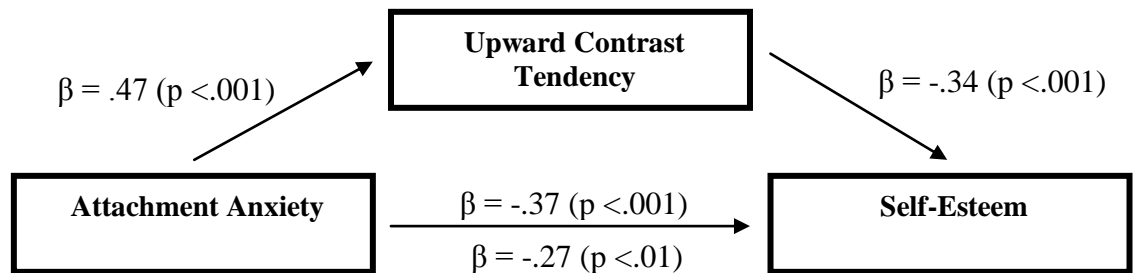 Upward Contrast
Tendency
β = .47 (p <.001)
β = -.34 (p <.001)
Attachment Anxiety
β = -.37 (p <.001)
β = -.27 (p <.01)
Self-Esteem